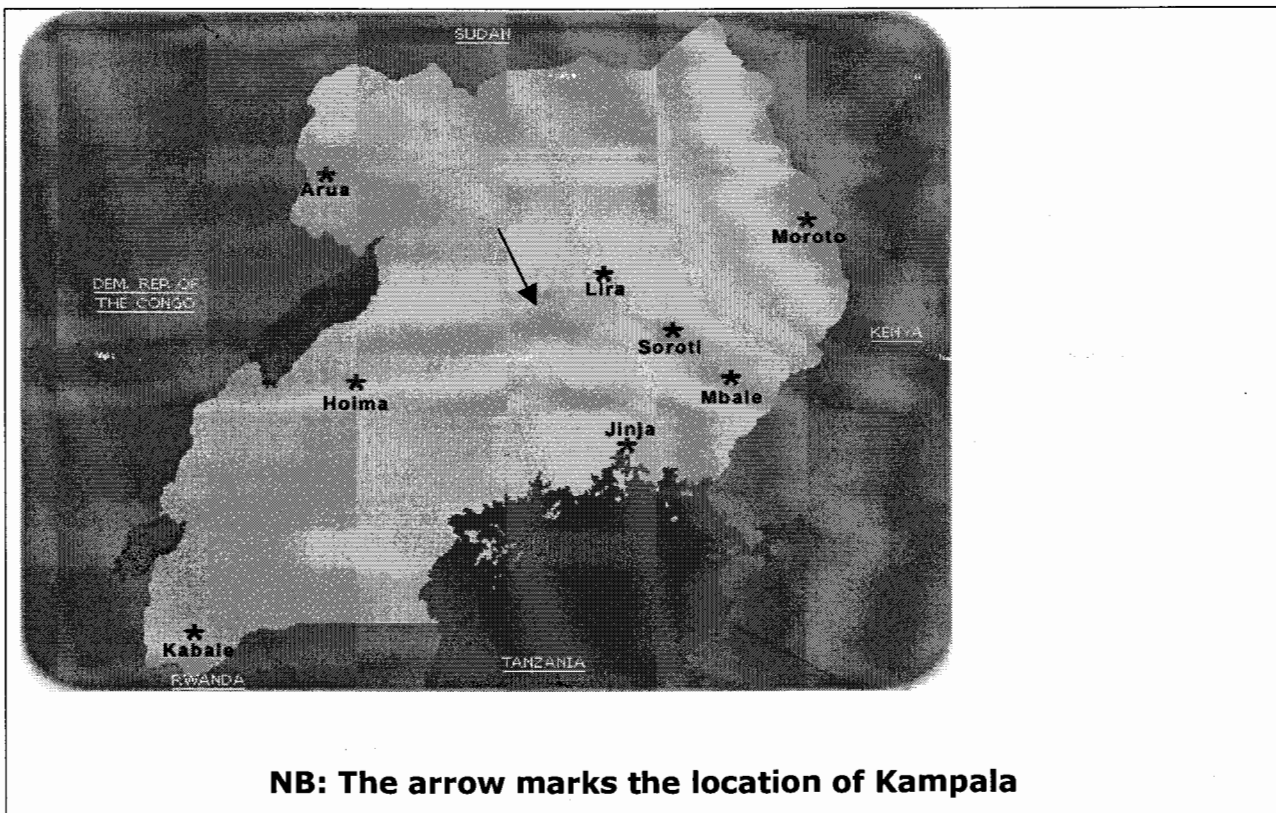 SUDAN
Arua
Moroto
DEM. REP. OF
THE CONGO
Lira
KENYA
Soroti
Hoima
Mbale
Jinja
Kabale
TANZANIA
RWANDA
NB: The arrow marks the location of Kampala